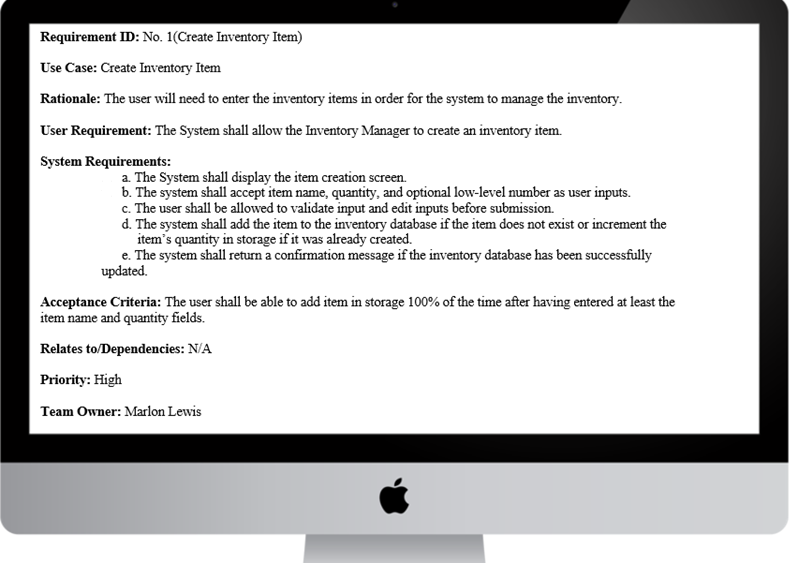 Requirement ID: No. 1(Create Inventory Item)
Use Case: Create Inventory Item
Rationale: The user will need to enter the inventory items in order for the system to manage the inventory.
User Requirement: The System shall allow the Inventory Manager to create an inventory item.
System Requirements:
a. The System shall display the item creation screen.
b. The system shall accept item name, quantity, and optional low-level number as user inputs.
c. The user shall be allowed to validate input and edit inputs before submission.
d. The system shall add the item to the inventory database if the item does not exist or increment the
item’s quantity in storage if it was already created.
e. The system shall return a confirmation message if the inventory database has been successfully
updated.
Acceptance Criteria: The user shall be able to add item in storage 100% of the time after having entered at least the
item name and quantity fields.
Relates to/Dependencies: N/A
Priority: High
Team Owner: Marlon Lewis